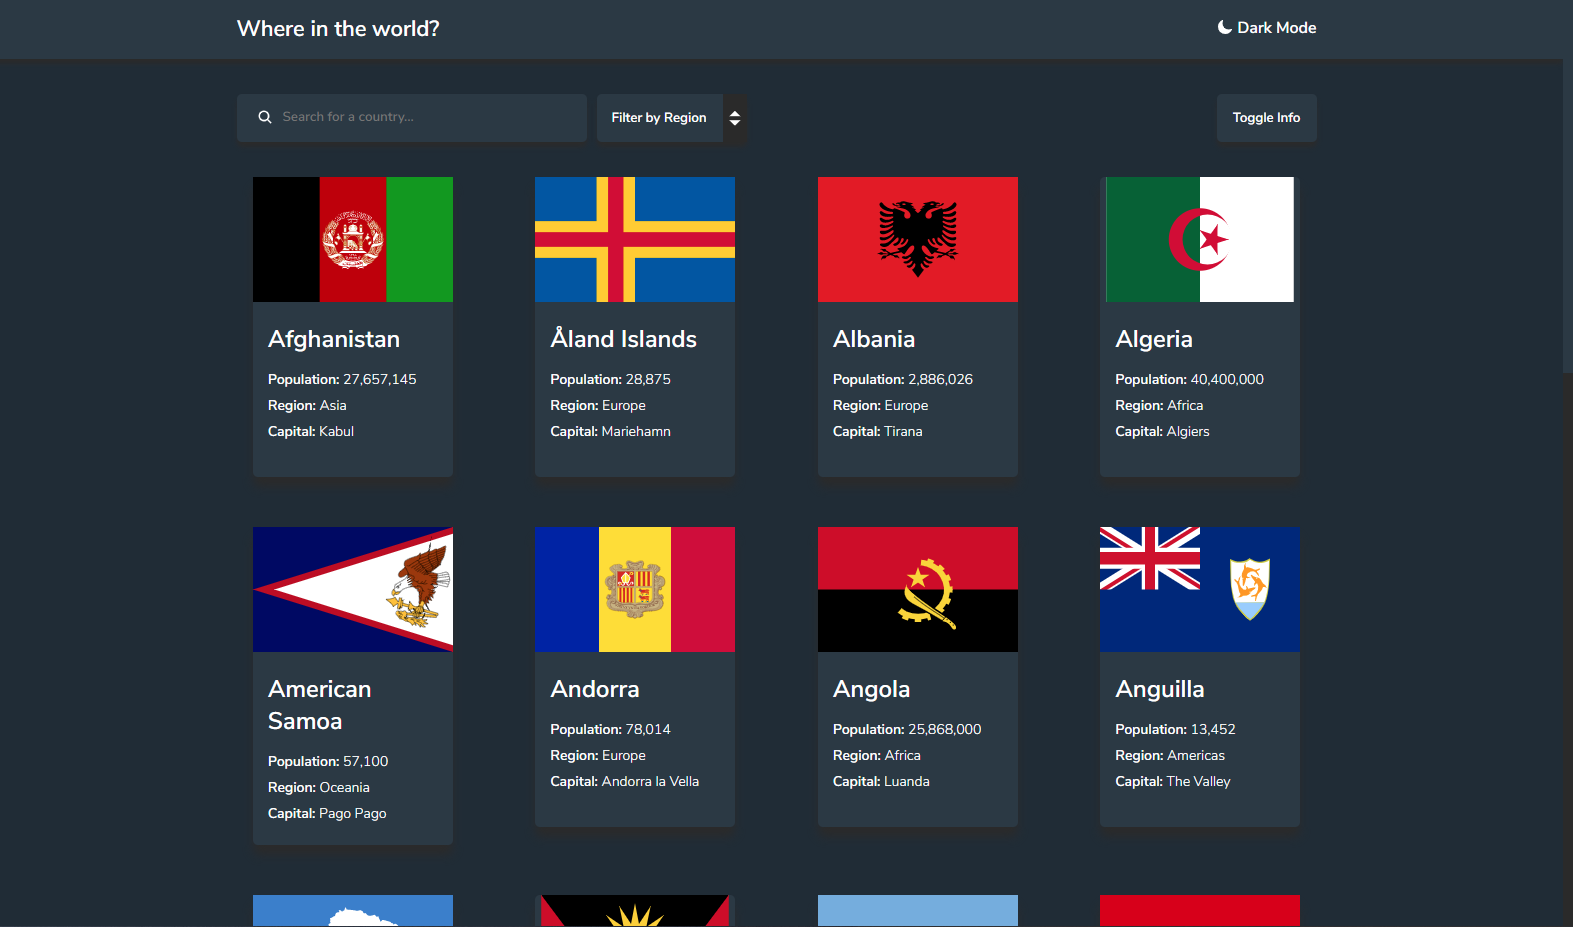 Where in the world?
Dark Mode
Search for a country...
Filter by Region
Toggle Info
Afghanistan
Population: 27,657,145
Region: Asia
Capital: Kabul
Åland Islands
Population: 28,875
Region: Europe
Capital: Mariehamn
Albania
Population: 2,886,026
Region: Europe
Capital: Tirana
Algeria
Population: 40,400,000
Region: Africa
Capital: Algiers
American
Samoa
Population: 57,100
Region: Oceania
Capital: Pago Pago
Andorra
Population: 78,014
Region: Europe
Capital: Andorra la Vella
Angola
Population: 25,868,000
Region: Africa
Capital: Luanda
Anguilla
Population: 13,452
Region: Americas
Capital: The Valley